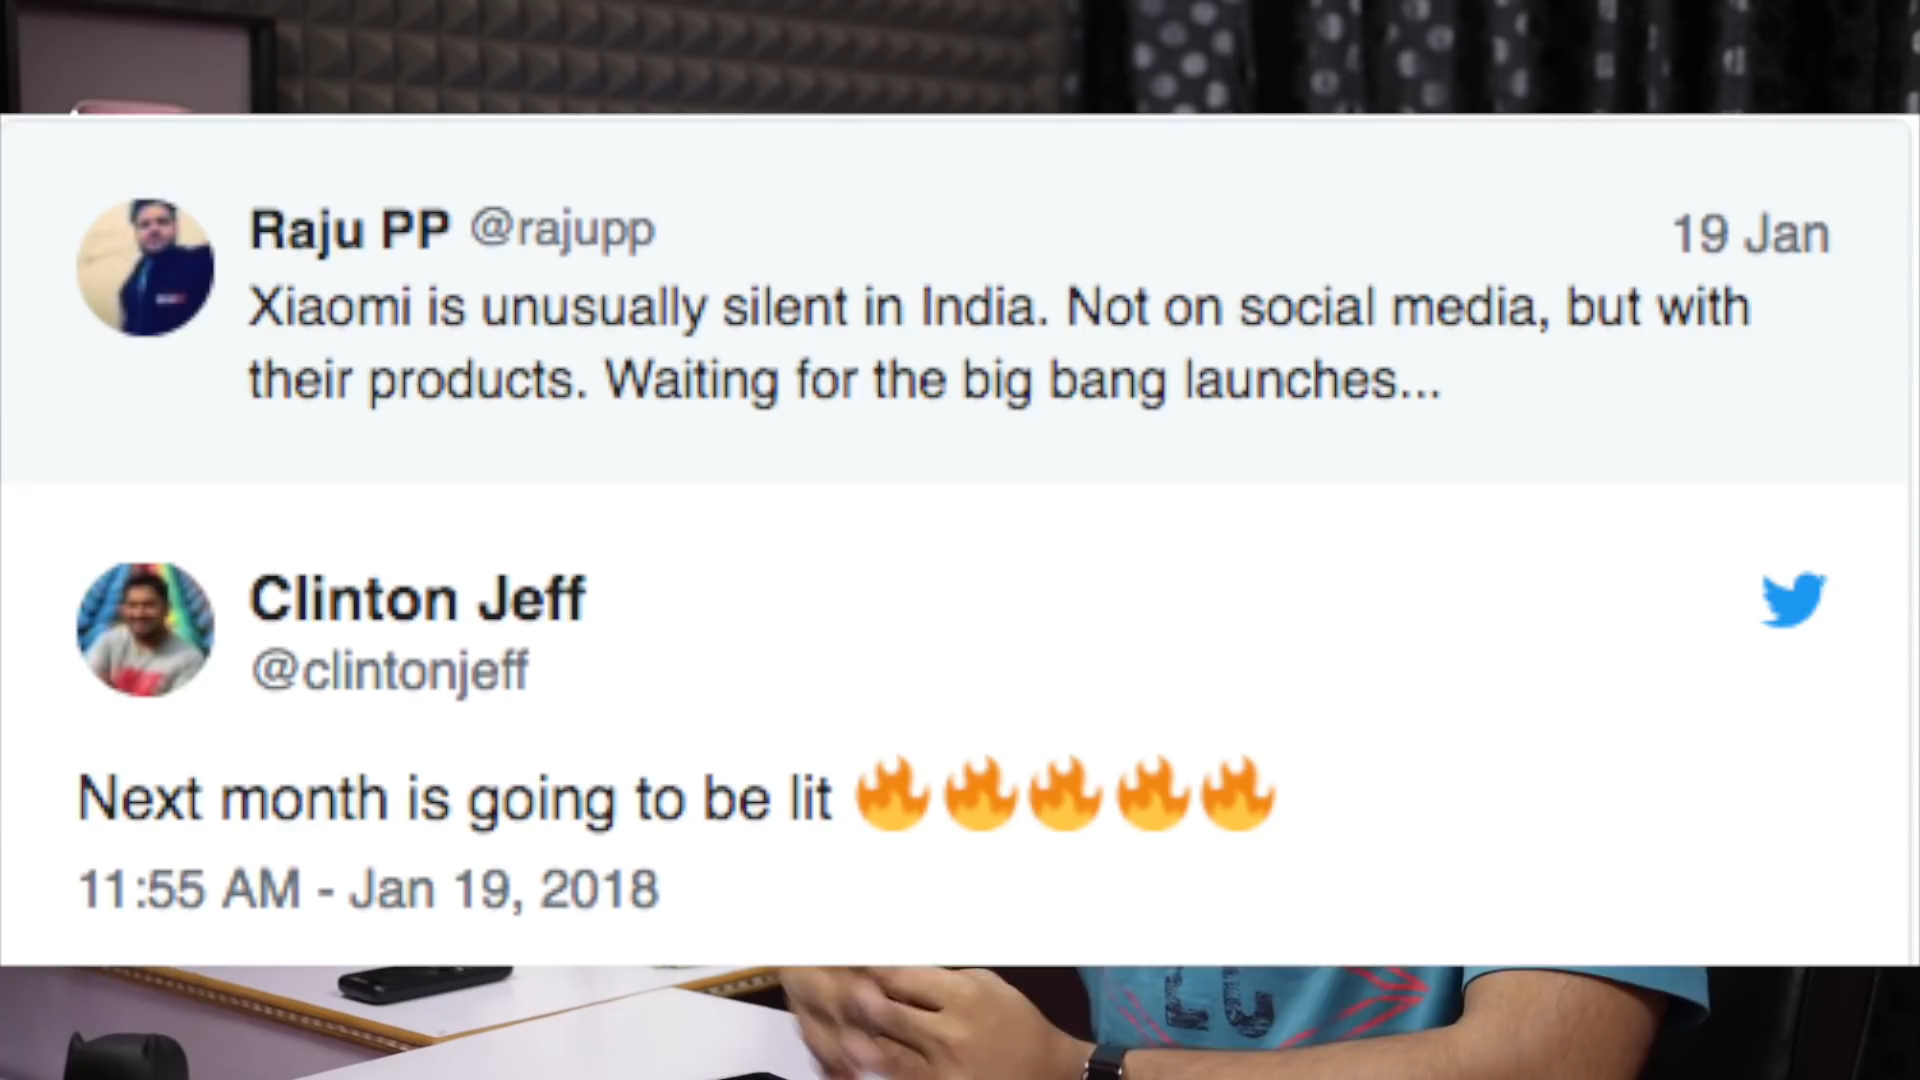 Raju PP @rajupp 19 Jan
Xiaomi is unusually silent in India. Not on social media, but with
their products. Waiting for the big bang launches...
Clinton Jeff
@clintonjeff
Next month is going to be lit 🔥🔥🔥🔥🔥
11:55 AM - Jan 19, 2018